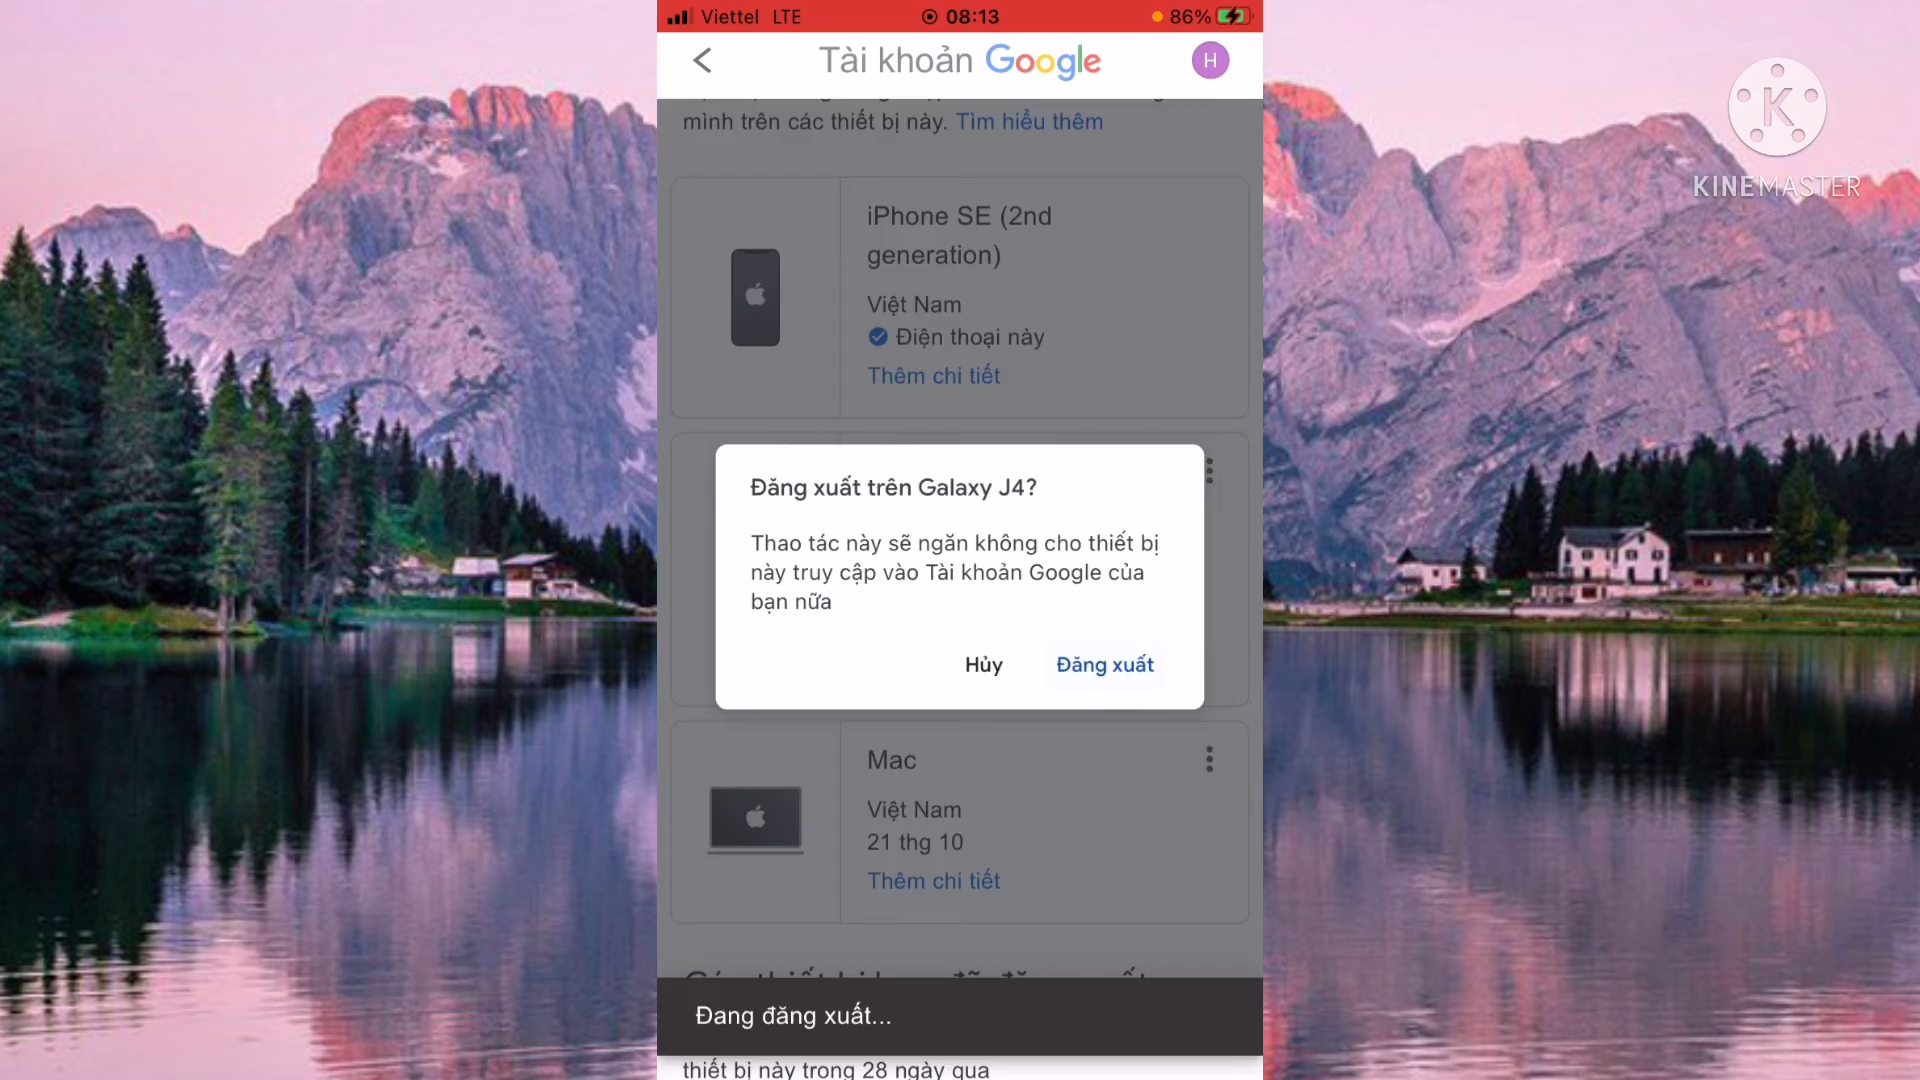 Viettel LTE 08:13 86%
Tài khoản Google H
mình trên các thiết bị này. Tìm hiểu thêm
iPhone SE (2nd
generation)
Việt Nam
Điện thoại này
Thêm chi tiết
Đăng xuất trên Galaxy J4?
Thao tác này sẽ ngăn không cho thiết bị
này truy cập vào Tài khoản Google của
bạn nữa
Hủy Đăng xuất
Mac
Việt Nam
21 thg 10
Thêm chi tiết
Đang đăng xuất...
thiết bị này trong 28 ngày qua
K
KINEMASTER